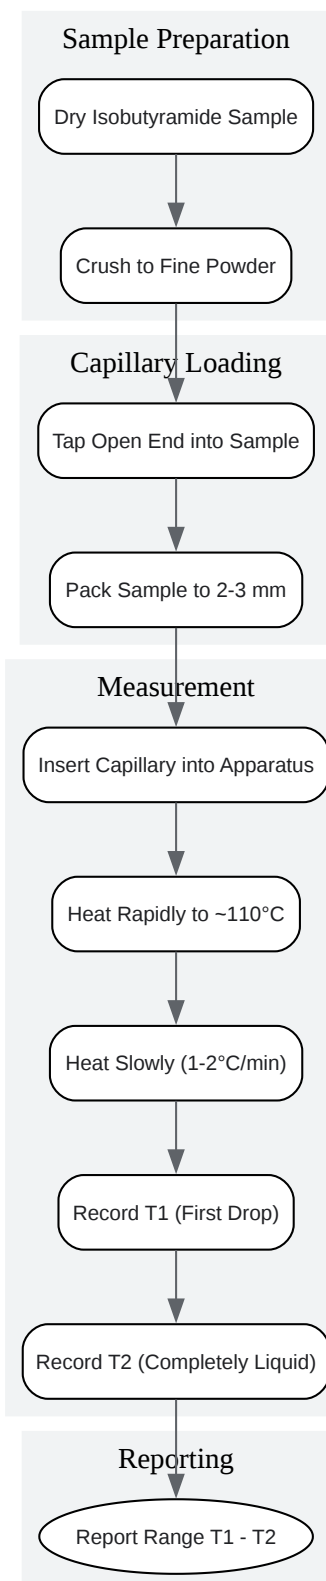 Sample Preparation
Dry Isobutyramide Sample
Crush to Fine Powder
Capillary Loading
Tap Open End into Sample
Pack Sample to 2-3 mm
Measurement
Insert Capillary into Apparatus
Heat Rapidly to ~110°C
Heat Slowly (1-2°C/min)
Record T1 (First Drop)
Record T2 (Completely Liquid)
Reporting
Report Range T1 - T2